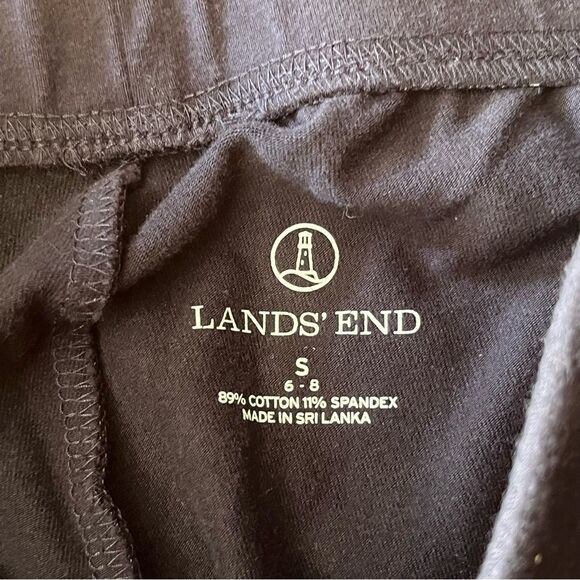 LANDS' END
S
6 - 8
89% COTTON 11% SPANDEX
MADE IN SRI LANKA